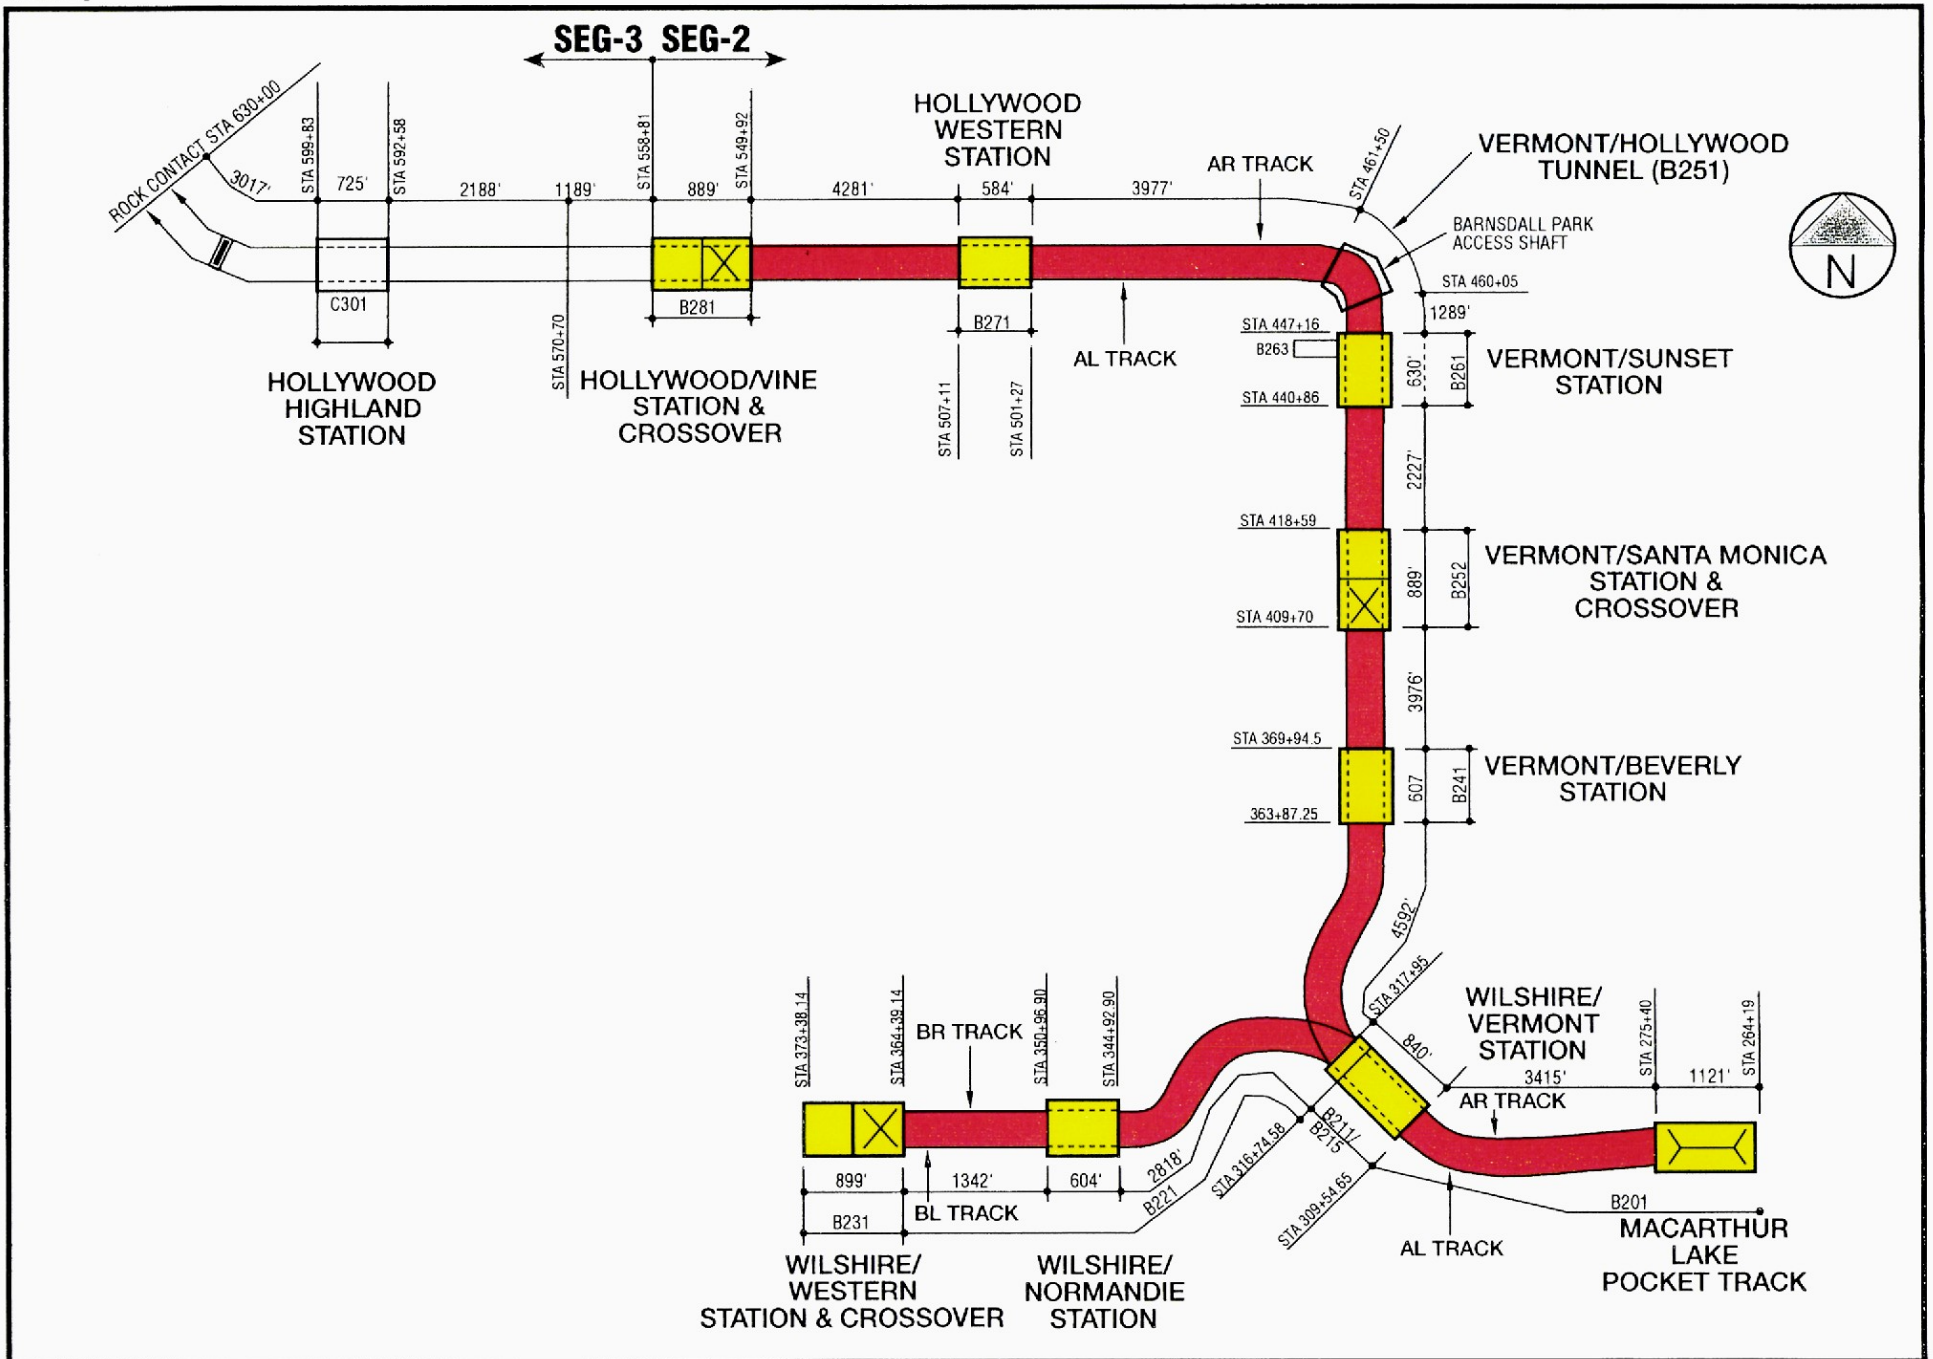 SEG-3 SEG-2
ROCK CONTACT STA 630+00
3017'
STA 599+83
725'
STA 592+58
2188'
1189'
STA 558+81
889'
STA 549+92
4281'
HOLLYWOOD
WESTERN
STATION
584'
3977'
AR TRACK
STA 461+50
VERMONT/HOLLYWOOD
TUNNEL (B251)
BARNSDALL PARK
ACCESS SHAFT
N
STA 460+05
1289'
C301
B281
B271
AL TRACK
STA 570+70
STA 507+11
STA 501+27
HOLLYWOOD
HIGHLAND
STATION
HOLLYWOOD/VINE
STATION &
CROSSOVER
STA 447+16
B263
STA 440+86
630'
B261
VERMONT/SUNSET
STATION
2227'
STA 418+59
889'
B252
VERMONT/SANTA MONICA
STATION &
CROSSOVER
STA 409+70
3976'
STA 369+94.5
607
B241
VERMONT/BEVERLY
STATION
363+87.25
4592'
STA 317+95
WILSHIRE/
VERMONT
STATION
840'
3415'
STA 275+40
1121'
STA 264+19
AR TRACK
STA 373+38.14
STA 364+39.14
BR TRACK
STA 350+96.90
STA 344+92.90
B211/
B215
STA 316+74.58
STA 309+54.65
899'
1342'
604'
2818'
B221
B231
BL TRACK
AL TRACK
B201
MACARTHUR
LAKE
POCKET TRACK
WILSHIRE/
WESTERN
STATION & CROSSOVER
WILSHIRE/
NORMANDIE
STATION